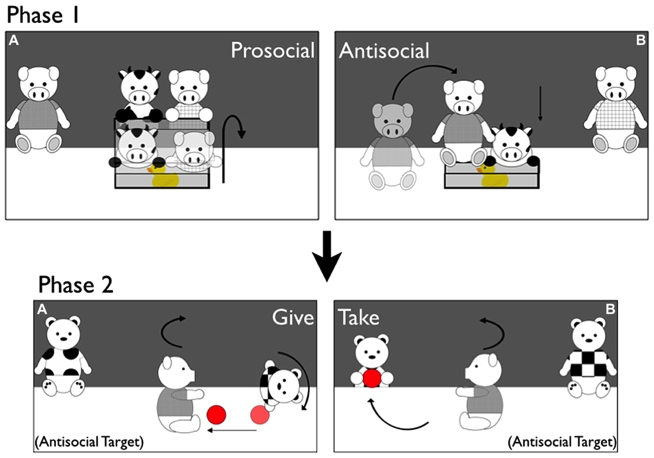 Phase 1
A
Prosocial
Antisocial
B
Phase 2
A
Give
(Antisocial Target)
Take
B
(Antisocial Target)